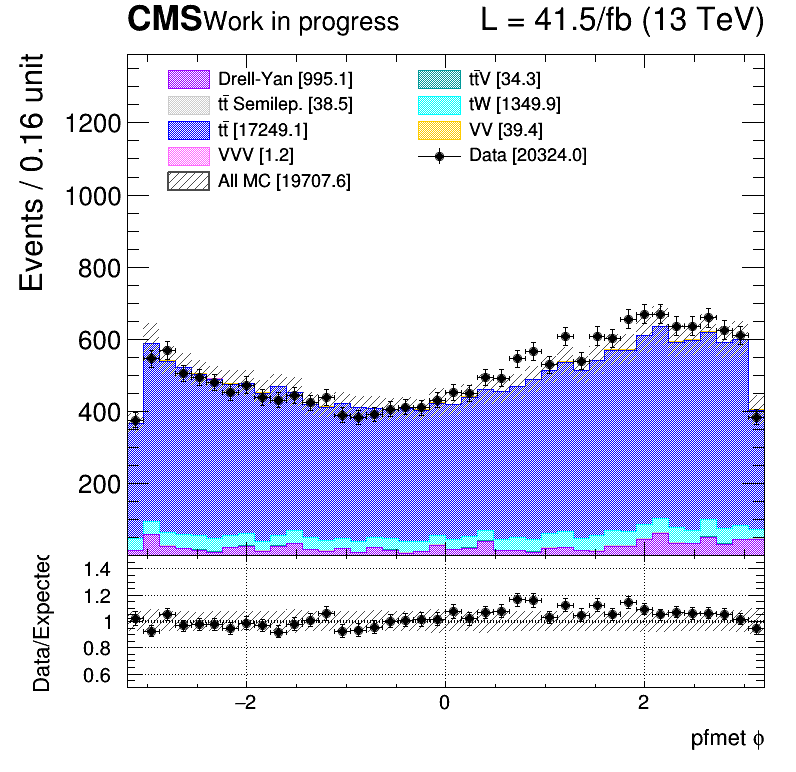 CMS Work in progress L = 41.5/fb (13 TeV)
Events / 0.16 unit
Drell-Yan [995.1]
tt̄ Semilep. [38.5]
tt̄ [17249.1]
VVV [1.2]
All MC [19707.6]
tt̄V [34.3]
tW [1349.9]
VV [39.4]
Data [20324.0]
1200
1000
800
600
400
200
Data/Expected
1.4
1.2
1
0.8
0.6
−2 0 2
pfmet ϕ